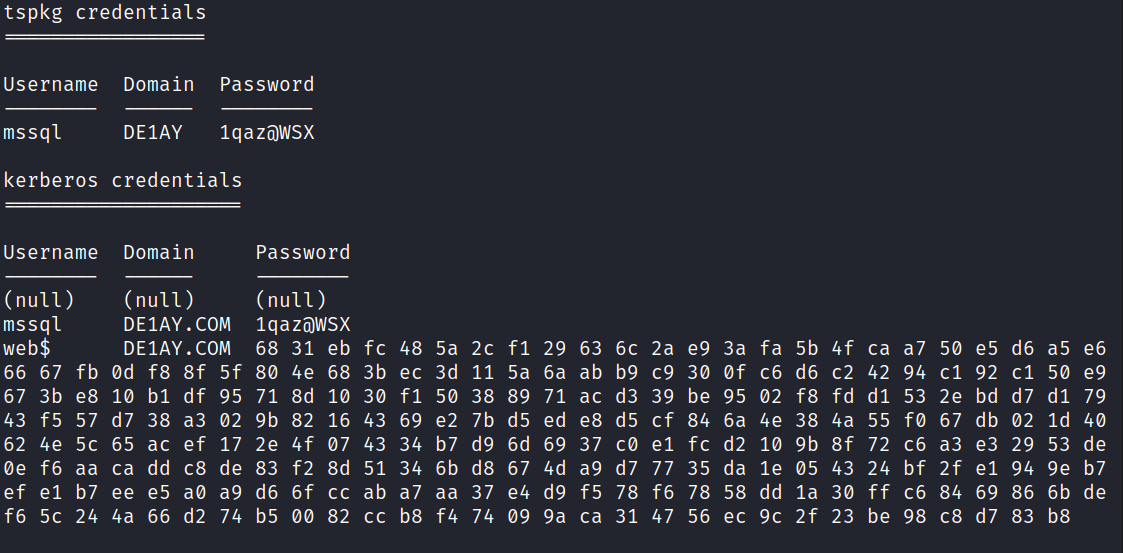 tspkg credentials
=================
Username  Domain  Password
--------  ------  --------
mssql     DE1AY   1qaz@WSX
kerberos credentials
====================
Username  Domain     Password
--------  ------     --------
(null)    (null)     (null)
mssql     DE1AY.COM  1qaz@WSX
web$      DE1AY.COM  68 31 eb fc 48 5a 2c f1 29 63 6c 2a e9 3a fa 5b 4f ca a7 50 e5 d6 a5 e6
66 67 fb 0d f8 8f 5f 80 4e 68 3b ec 3d 11 5a 6a ab b9 c9 30 0f c6 d6 c2 42 94 c1 92 c1 50 e9
67 3b e8 10 b1 df 95 71 8d 10 30 f1 50 38 89 71 ac d3 39 be 95 02 f8 fd d1 53 2e bd d7 d1 79
43 f5 57 d7 38 a3 02 9b 82 16 43 69 e2 7b d5 ed e8 d5 cf 84 6a 4e 38 4a 55 f0 67 db 02 1d 40
62 4e 5c 65 ac ef 17 2e 4f 07 43 34 b7 d9 6d 69 37 c0 e1 fc d2 10 9b 8f 72 c6 a3 e3 29 53 de
0e f6 aa ca dd c8 de 83 f2 8d 51 34 6b d8 67 4d a9 d7 77 35 da 1e 05 43 24 bf 2f e1 94 9e b7
ef e1 b7 ee e5 a0 a9 d6 6f cc ab a7 aa 37 e4 d9 f5 78 f6 78 58 dd 1a 30 ff c6 84 69 86 6b de
f6 5c 24 4a 66 d2 74 b5 00 82 cc b8 f4 74 09 9a ca 31 47 56 ec 9c 2f 23 be 98 c8 d7 83 b8